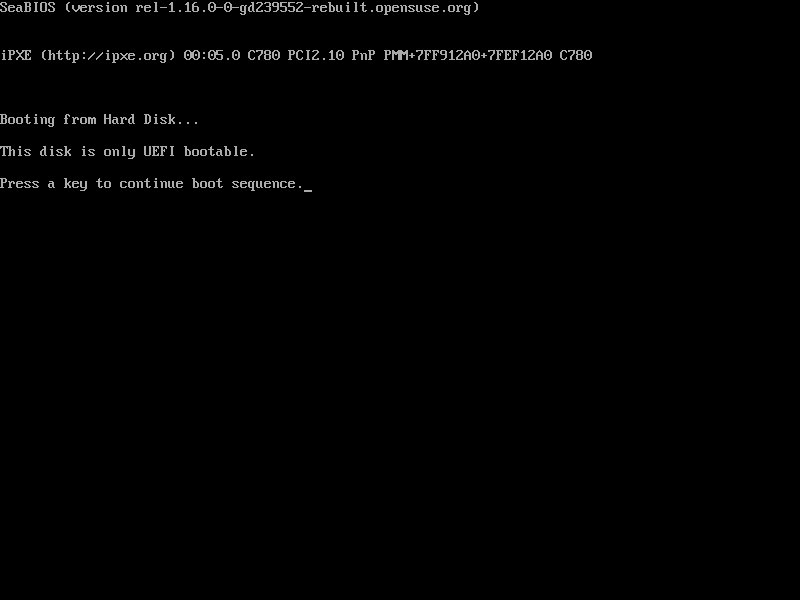 SeaBIOS (version rel-1.16.0-0-gd239552-rebuilt.opensuse.org)
iPXE (http://ipxe.org) 00:05.0 C780 PCI2.10 PnP PMM+7FF912A0+7FEF12A0 C780
Booting from Hard Disk...
This disk is only UEFI bootable.
Press a key to continue boot sequence._